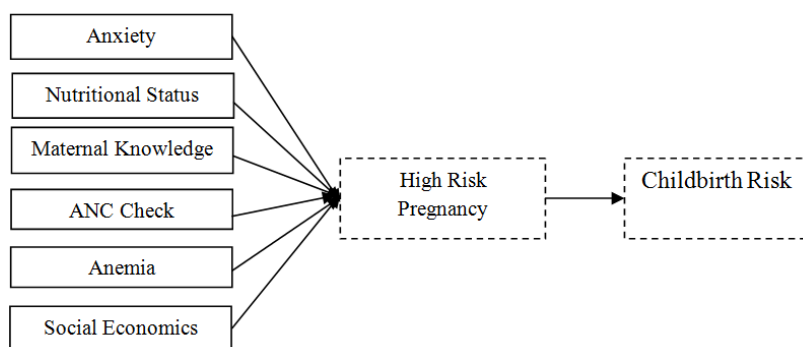 Anxiety
Nutritional Status
Maternal Knowledge
ANC Check
Anemia
Social Economics
High Risk
Pregnancy
Childbirth Risk